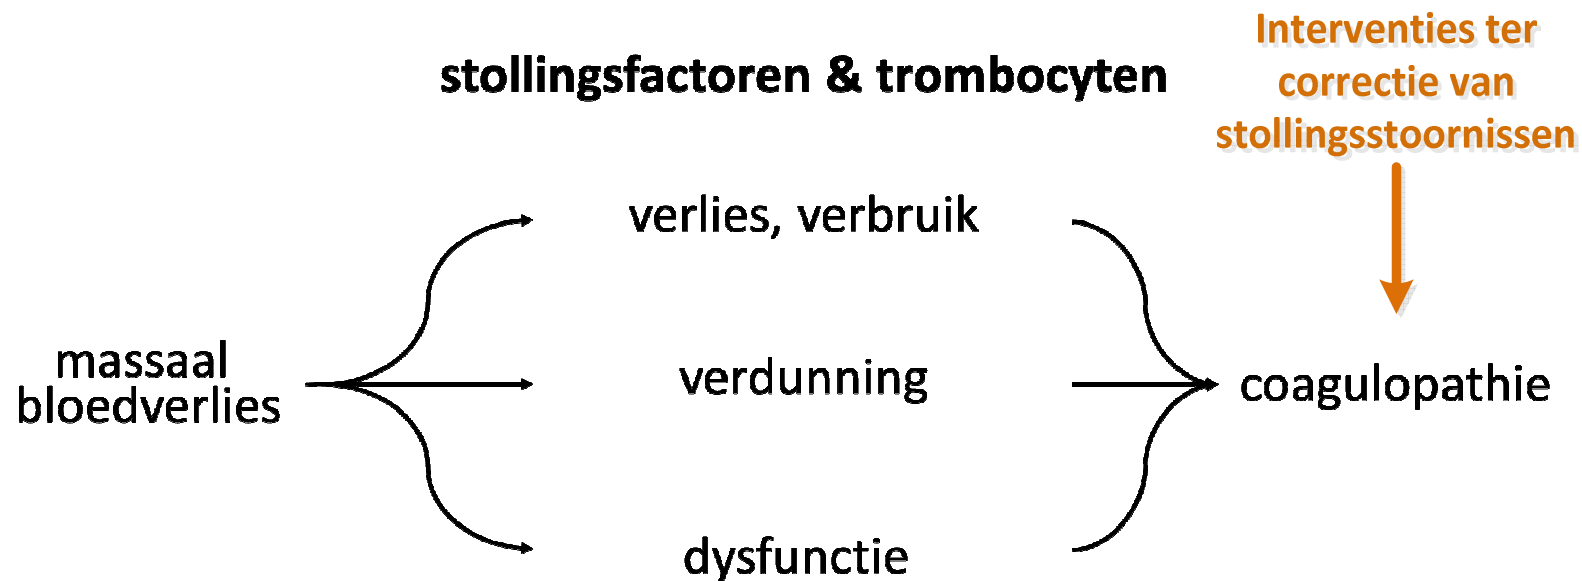 Interventies ter
correctie van
stollingsstoornissen
stollingsfactoren & trombocyten
verlies, verbruik
massaal
bloedverlies
verdunning
coagulopathie
dysfunctie